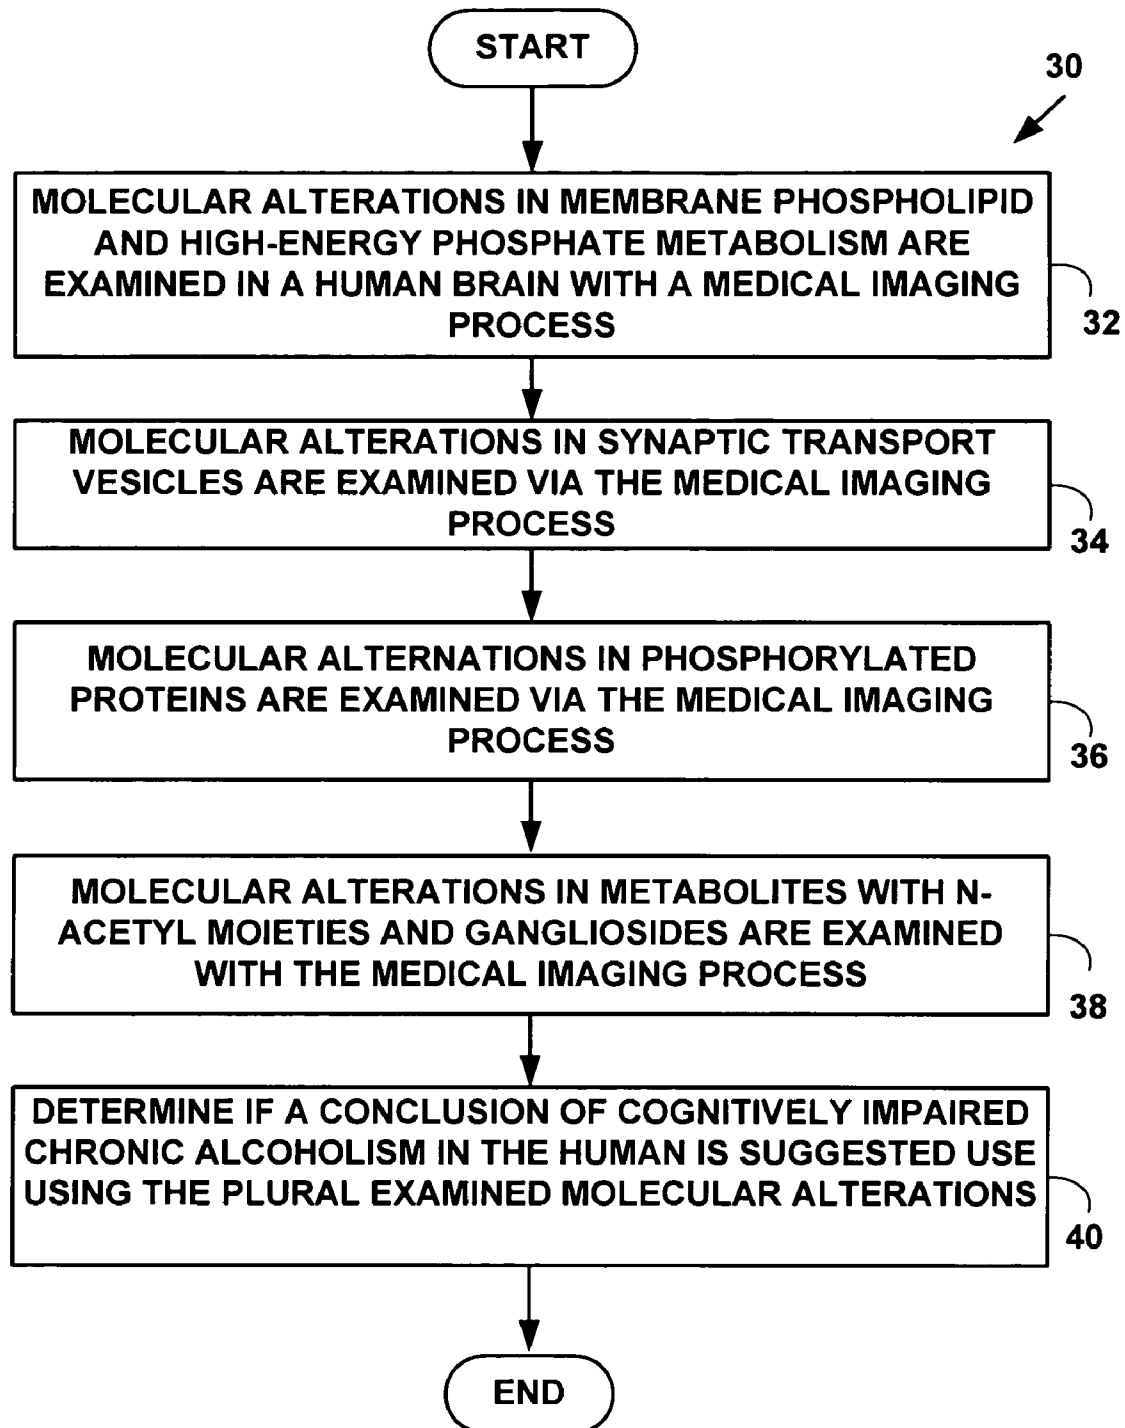 START
30
MOLECULAR ALTERATIONS IN MEMBRANE PHOSPHOLIPID
AND HIGH-ENERGY PHOSPHATE METABOLISM ARE
EXAMINED IN A HUMAN BRAIN WITH A MEDICAL IMAGING
PROCESS
32
MOLECULAR ALTERATIONS IN SYNAPTIC TRANSPORT
VESICLES ARE EXAMINED VIA THE MEDICAL IMAGING
PROCESS
34
MOLECULAR ALTERNATIONS IN PHOSPHORYLATED
PROTEINS ARE EXAMINED VIA THE MEDICAL IMAGING
PROCESS
36
MOLECULAR ALTERATIONS IN METABOLITES WITH N-
ACETYL MOIETIES AND GANGLIOSIDES ARE EXAMINED
WITH THE MEDICAL IMAGING PROCESS
38
DETERMINE IF A CONCLUSION OF COGNITIVELY IMPAIRED
CHRONIC ALCOHOLISM IN THE HUMAN IS SUGGESTED USE
USING THE PLURAL EXAMINED MOLECULAR ALTERATIONS
40
END